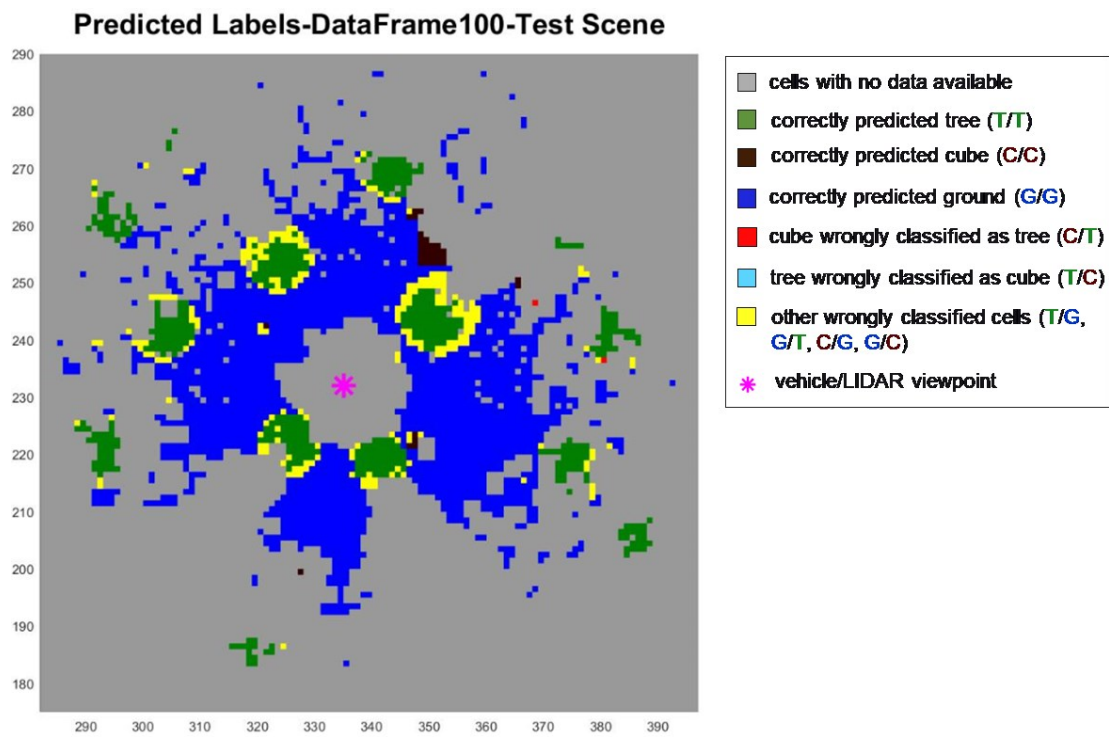 Predicted Labels-DataFrame100-Test Scene
290
280
270
260
250
240
230
220
210
200
190
180
290 300 310 320 330 340 350 360 370 380 390
cells with no data available
correctly predicted tree (T/T)
correctly predicted cube (C/C)
correctly predicted ground (G/G)
cube wrongly classified as tree (C/T)
tree wrongly classified as cube (T/C)
other wrongly classified cells (T/G,
G/T, C/G, G/C)
vehicle/LIDAR viewpoint